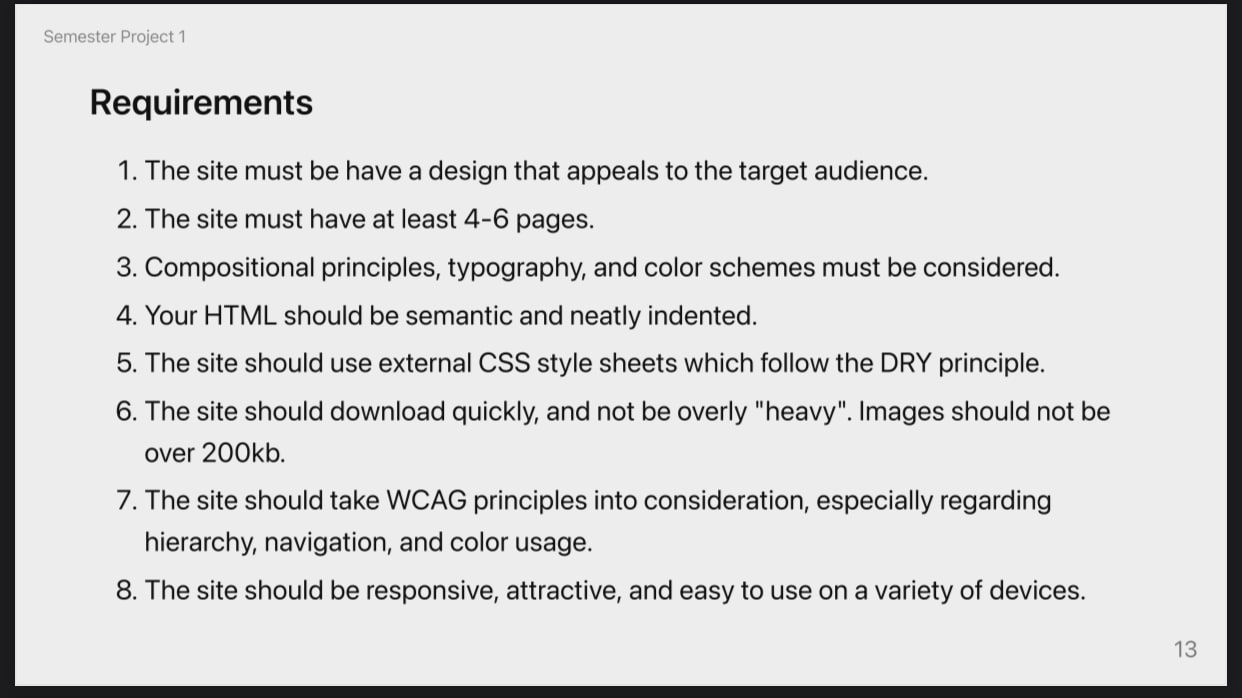 Semester Project 1
Requirements
1. The site must be have a design that appeals to the target audience.
2. The site must have at least 4-6 pages.
3. Compositional principles, typography, and color schemes must be considered.
4. Your HTML should be semantic and neatly indented.
5. The site should use external CSS style sheets which follow the DRY principle.
6. The site should download quickly, and not be overly "heavy". Images should not be
over 200kb.
7. The site should take WCAG principles into consideration, especially regarding
hierarchy, navigation, and color usage.
8. The site should be responsive, attractive, and easy to use on a variety of devices.
13